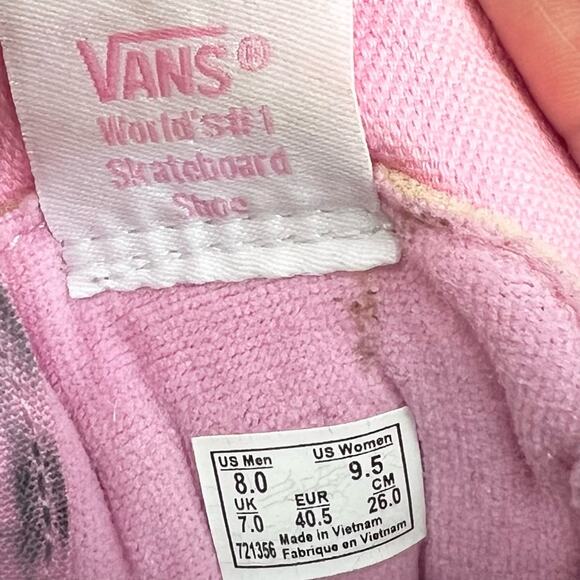 VANS®
World's #1
Skateboard
Shoe
US Men US Women
8.0 9.5
UK EUR CM
7.0 40.5 26.0
Made in Vietnam
721356 Fabrique en Vietnam